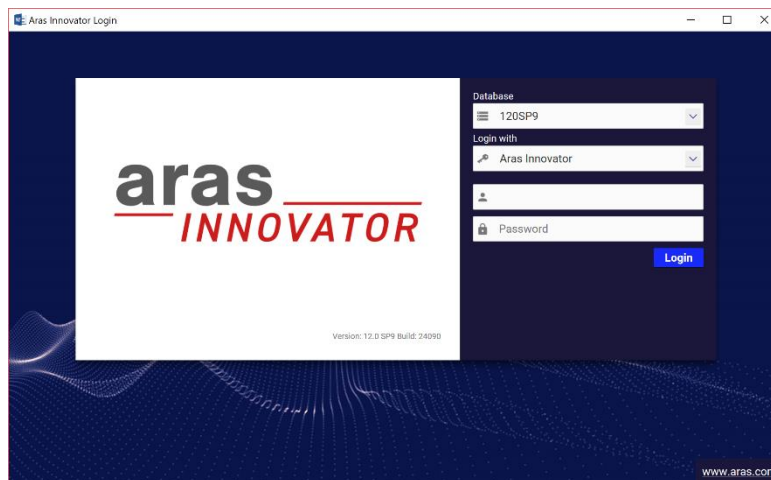 Aras Innovator Login
aras
INNOVATOR
Version: 12.0 SP9 Build: 24090
Database
120SP9
Login with
Aras Innovator
Password
Login
www.aras.com